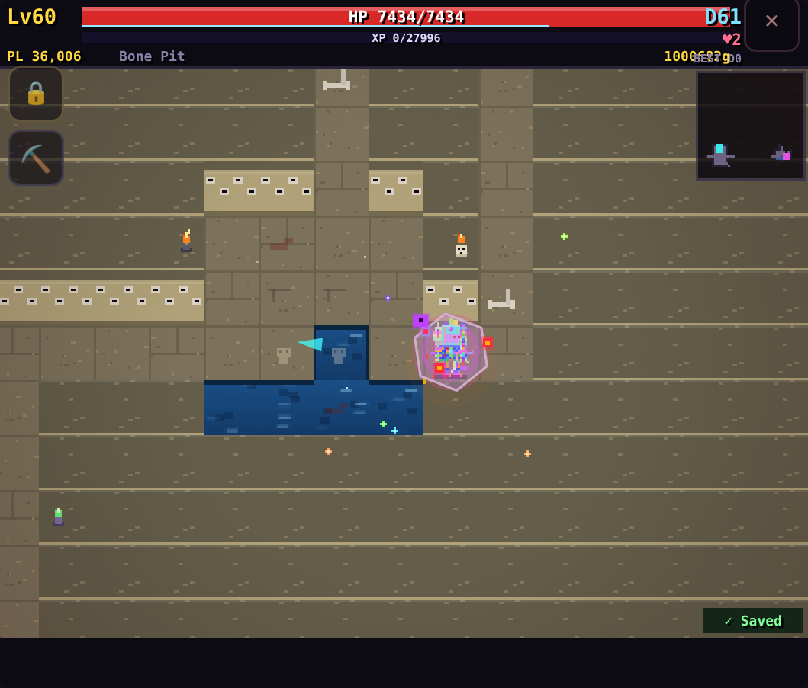 Lv60
HP 7434/7434
D61
×
XP 0/27996
♥2
PL 36,006
Bone Pit
✓ Saved